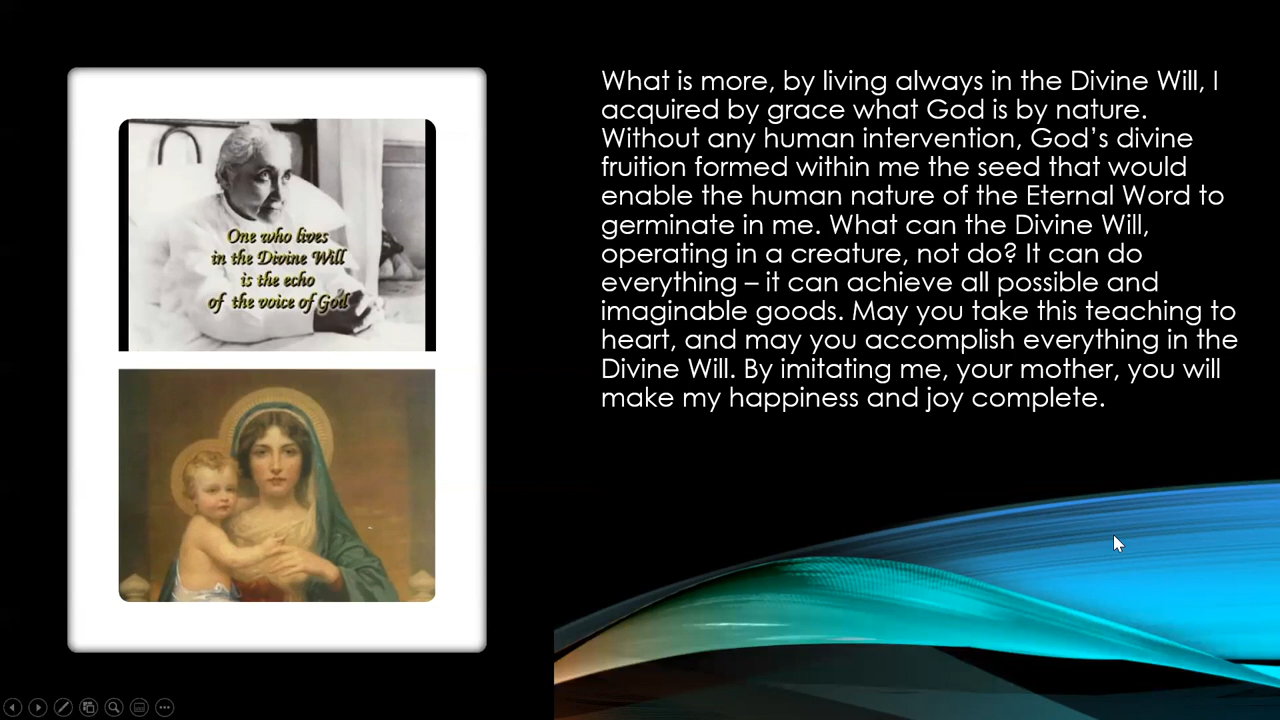 One who lives
in the Divine Will
is the echo
of the voice of God
What is more, by living always in the Divine Will, I
acquired by grace what God is by nature.
Without any human intervention, God’s divine
fruition formed within me the seed that would
enable the human nature of the Eternal Word to
germinate in me. What can the Divine Will,
operating in a creature, not do? It can do
everything – it can achieve all possible and
imaginable goods. May you take this teaching to
heart, and may you accomplish everything in the
Divine Will. By imitating me, your mother, you will
make my happiness and joy complete.